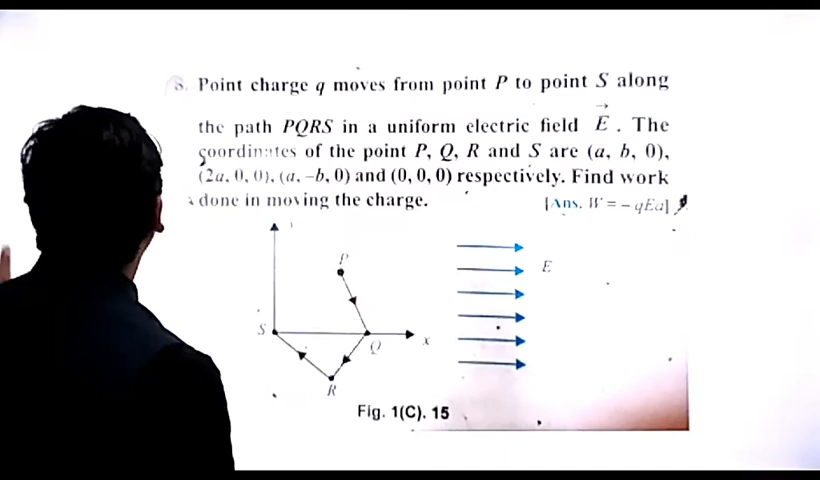 8. Point charge q moves from point P to point S along
the path PQRS in a uniform electric field E⃗ . The
coordinates of the point P, Q, R and S are (a, b, 0),
(2a, 0, 0), (a, –b, 0) and (0, 0, 0) respectively. Find work
done in moving the charge.
[Ans. W = – qEa]
P
E
S
Q
x
R
Fig. 1(C). 15